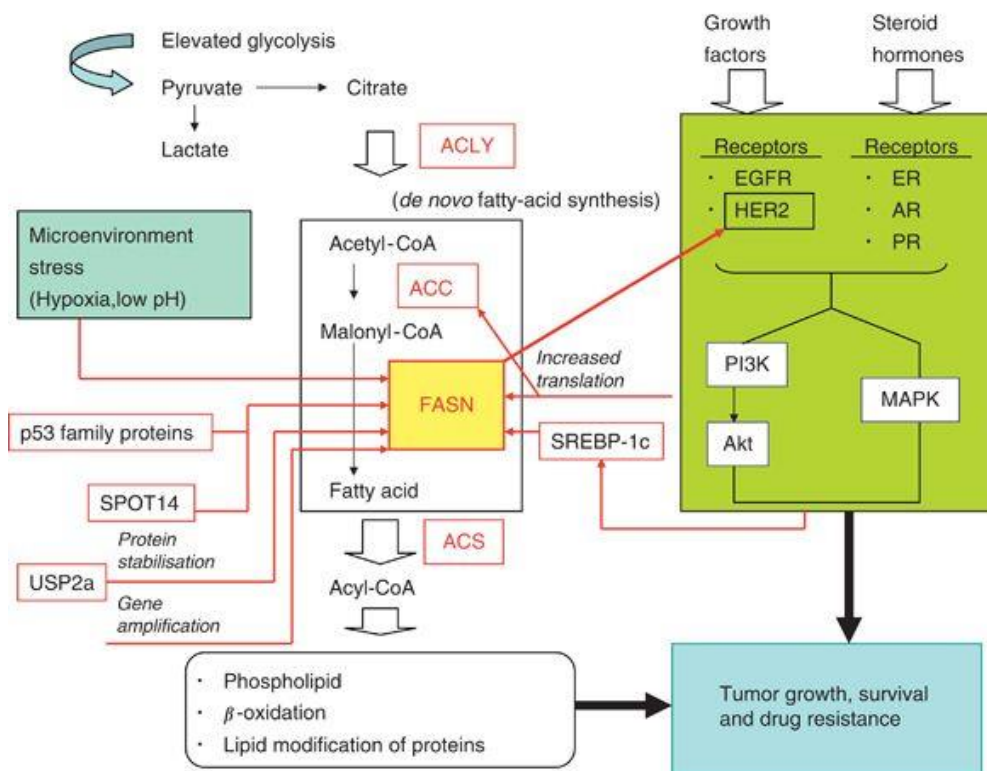 Elevated glycolysis
Pyruvate
Citrate
Lactate
ACLY
(de novo fatty-acid synthesis)
Growth
factors
Steroid
hormones
Receptors
· EGFR
· HER2
Receptors
· ER
· AR
· PR
PI3K
Akt
MAPK
Microenvironment
stress
(Hypoxia,low pH)
Acetyl-CoA
ACC
Malonyl-CoA
FASN
Fatty acid
Increased
translation
SREBP-1c
p53 family proteins
SPOT14
Protein
stabilisation
USP2a
Gene
amplification
ACS
Acyl-CoA
· Phospholipid
· β-oxidation
· Lipid modification of proteins
Tumor growth, survival
and drug resistance